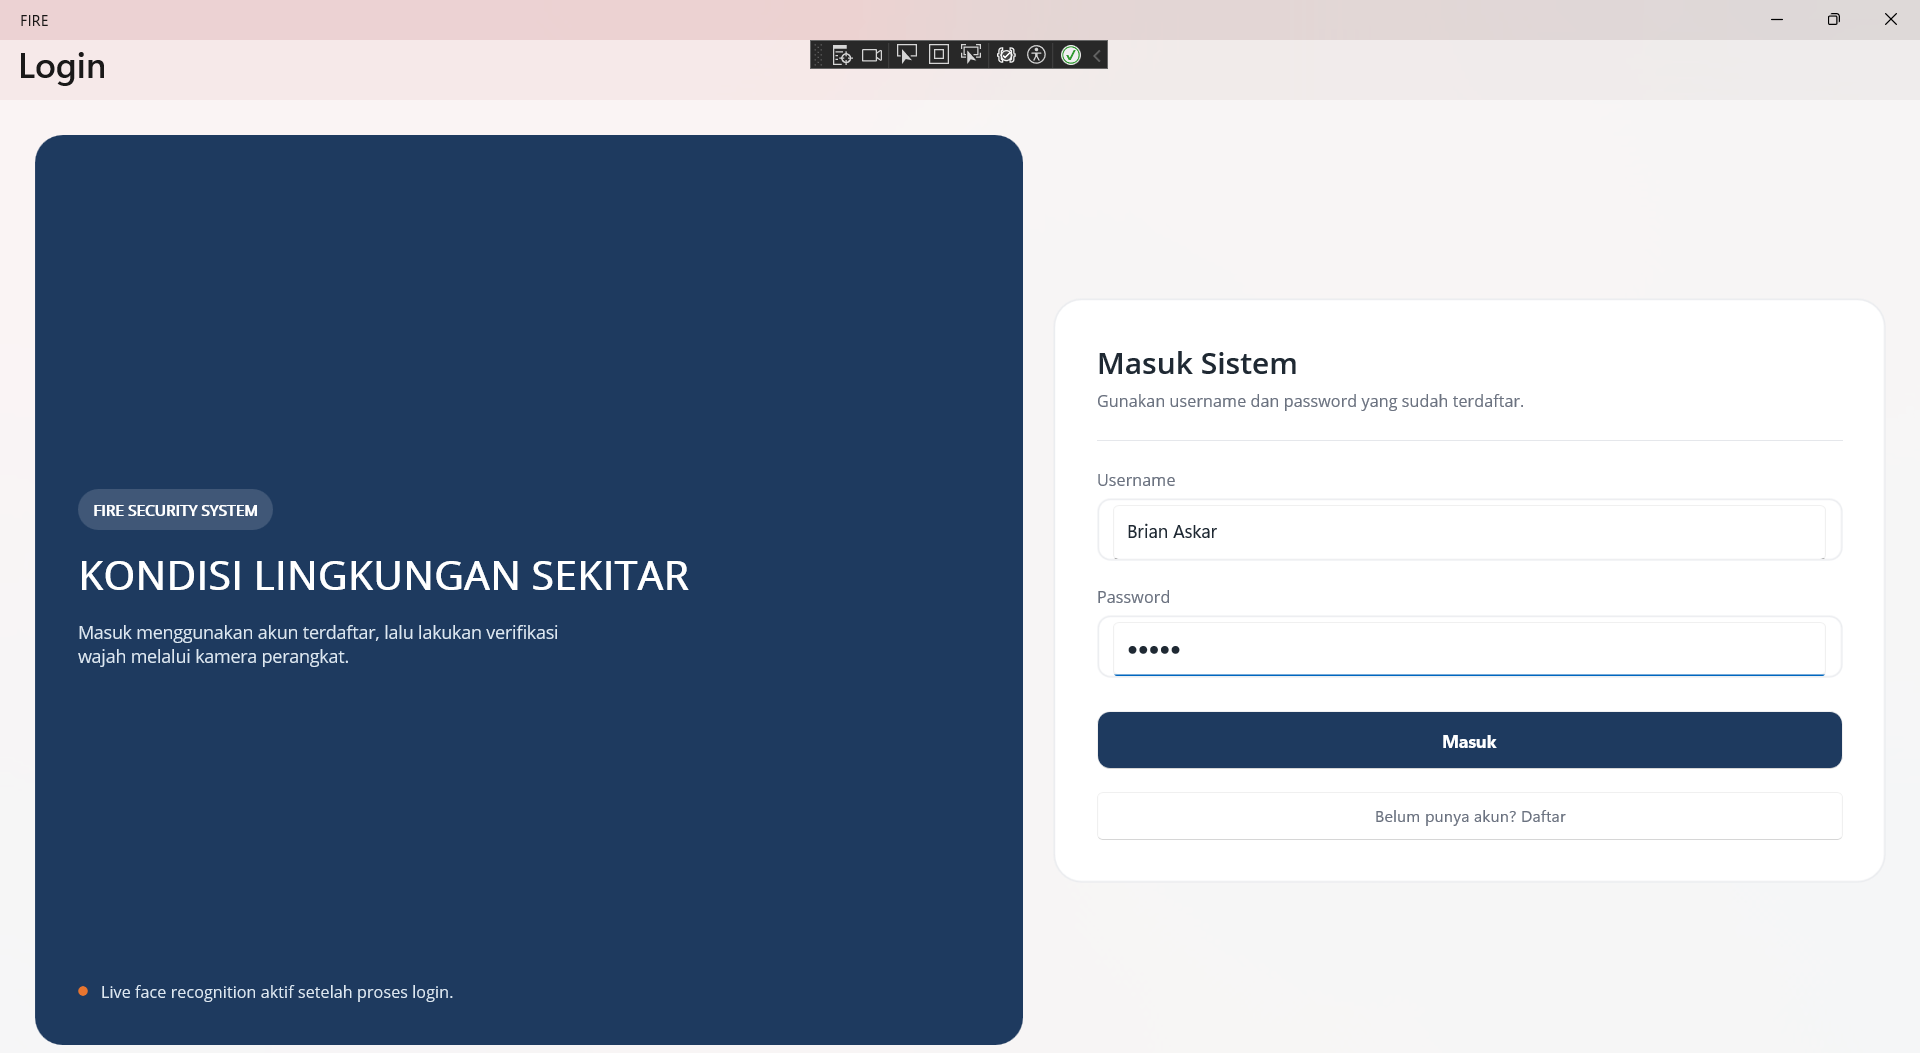 FIRE
Login
FIRE SECURITY SYSTEM
KONDISI LINGKUNGAN SEKITAR
Masuk menggunakan akun terdaftar, lalu lakukan verifikasi
wajah melalui kamera perangkat.
Live face recognition aktif setelah proses login.
Masuk Sistem
Gunakan username dan password yang sudah terdaftar.
Username
Brian Askar
Password
•••••
Masuk
Belum punya akun? Daftar